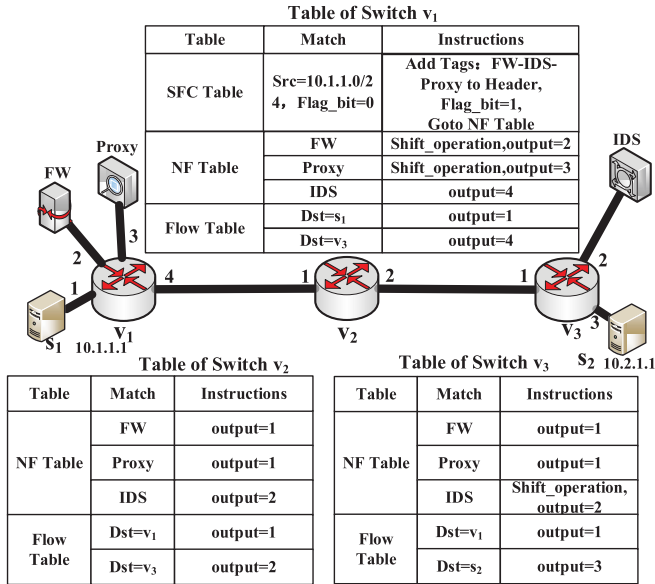 Table of Switch v₁
Table Match Instructions
SFC Table
Src=10.1.1.0/2
4，Flag_bit=0
Add Tags：FW-IDS-
Proxy to Header,
Flag_bit=1,
Goto NF Table
NF Table
FW Shift_operation,output=2
Proxy Shift_operation,output=3
IDS output=4
Flow Table
Dst=s₁ output=1
Dst=v₃ output=4
FW
Proxy
IDS
2
3
1
4
1
2
1
2
3
S₁ 10.1.1.1
V₁
V₂
V₃
S₂ 10.2.1.1
Table of Switch v₂
Table Match Instructions
NF Table
FW output=1
Proxy output=1
IDS output=2
Flow
Table
Dst=v₁ output=1
Dst=v₃ output=2
Table of Switch v₃
Table Match Instructions
NF Table
FW output=1
Proxy output=1
IDS Shift_operation,
output=2
Flow
Table
Dst=v₁ output=1
Dst=s₂ output=3